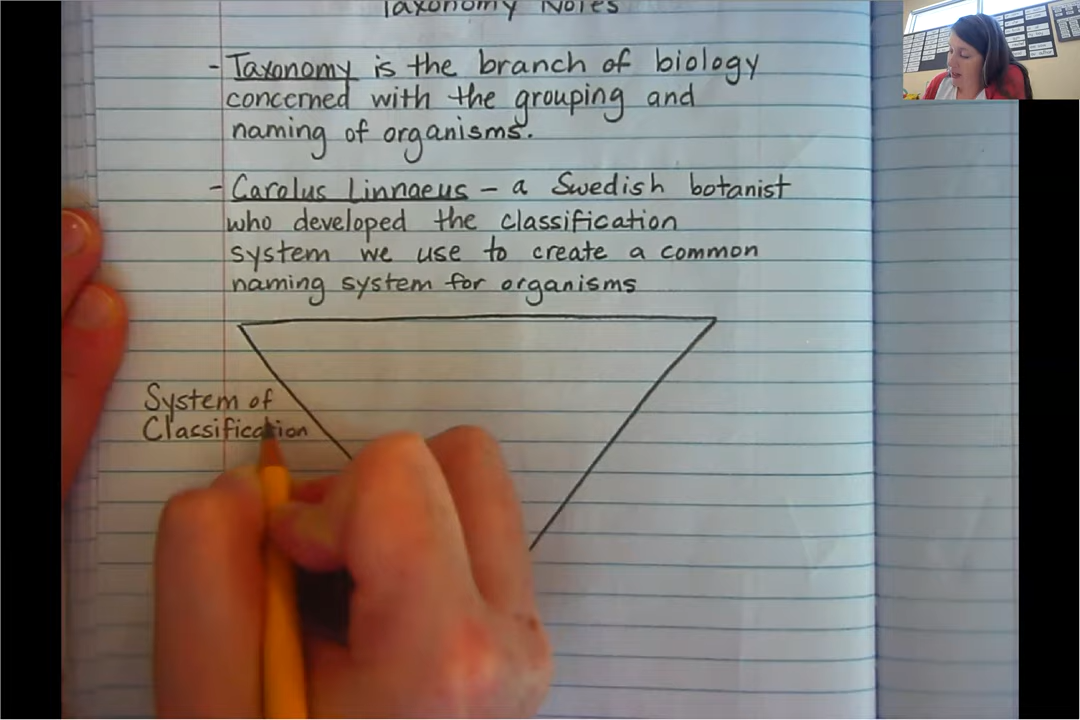 Taxonomy Notes
- Taxonomy is the branch of biology
concerned with the grouping and
naming of organisms.
- Carolus Linnaeus - a Swedish botanist
who developed the classification
system we use to create a common
naming system for organisms
System of
Classification